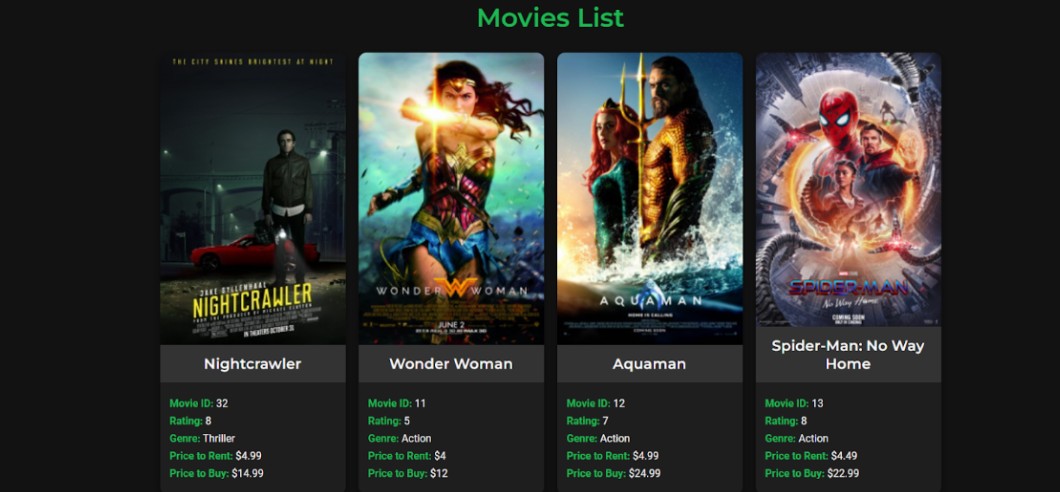 Movies List
THE CITY SHINES BRIGHTEST AT NIGHT
JAKE GYLLENHAAL
NIGHTCRAWLER
IN THEATERS OCTOBER 31
Nightcrawler
Movie ID: 32
Rating: 8
Genre: Thriller
Price to Rent: $4.99
Price to Buy: $14.99
WONDER WOMAN
JUNE 2
Wonder Woman
Movie ID: 11
Rating: 5
Genre: Action
Price to Rent: $4
Price to Buy: $12
AQUAMAN
HOME IS CALLING
COMING SOON
Aquaman
Movie ID: 12
Rating: 7
Genre: Action
Price to Rent: $4.99
Price to Buy: $24.99
SPIDER-MAN
No Way Home
COMING SOON
ONLY IN CINEMAS
Spider-Man: No Way
Home
Movie ID: 13
Rating: 8
Genre: Action
Price to Rent: $4.49
Price to Buy: $22.99